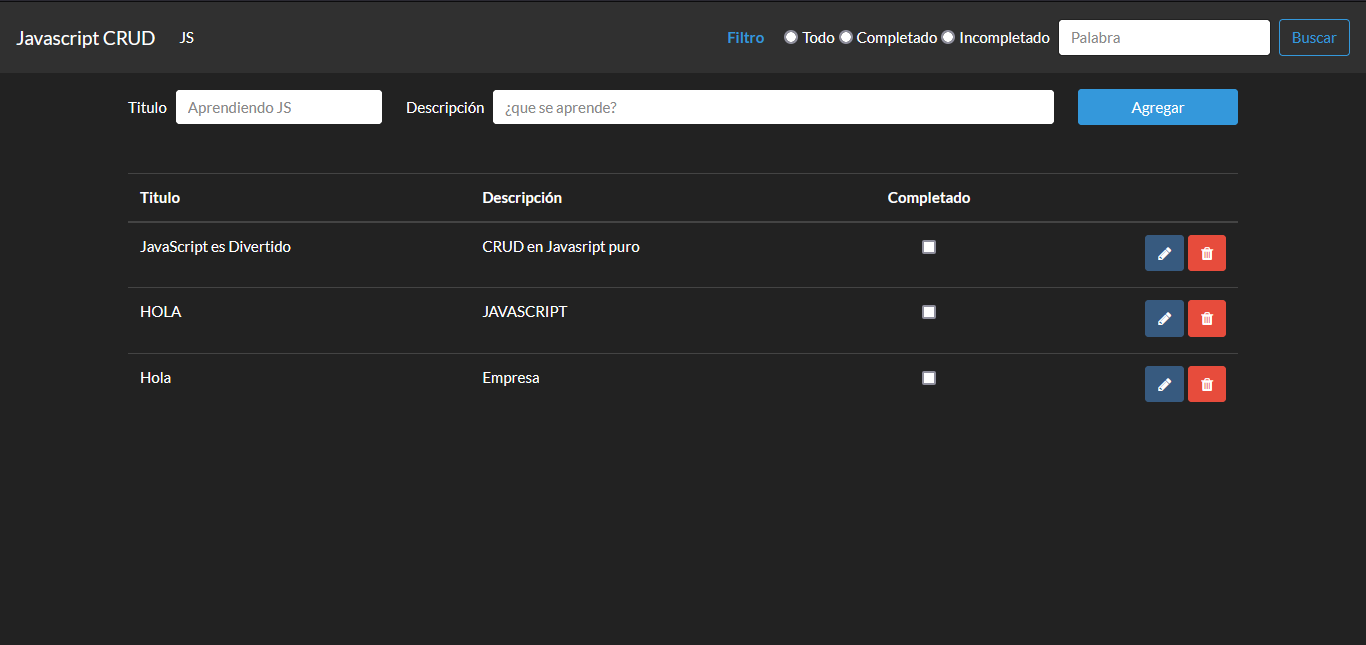 Javascript CRUD JS Filtro Todo Completado Incompletado Palabra Buscar
Titulo Aprendiendo JS Descripción ¿que se aprende? Agregar
Titulo Descripción Completado
JavaScript es Divertido CRUD en Javasript puro
HOLA JAVASCRIPT
Hola Empresa